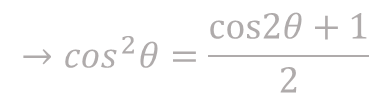 → cos²θ = (cos2θ + 1)/2